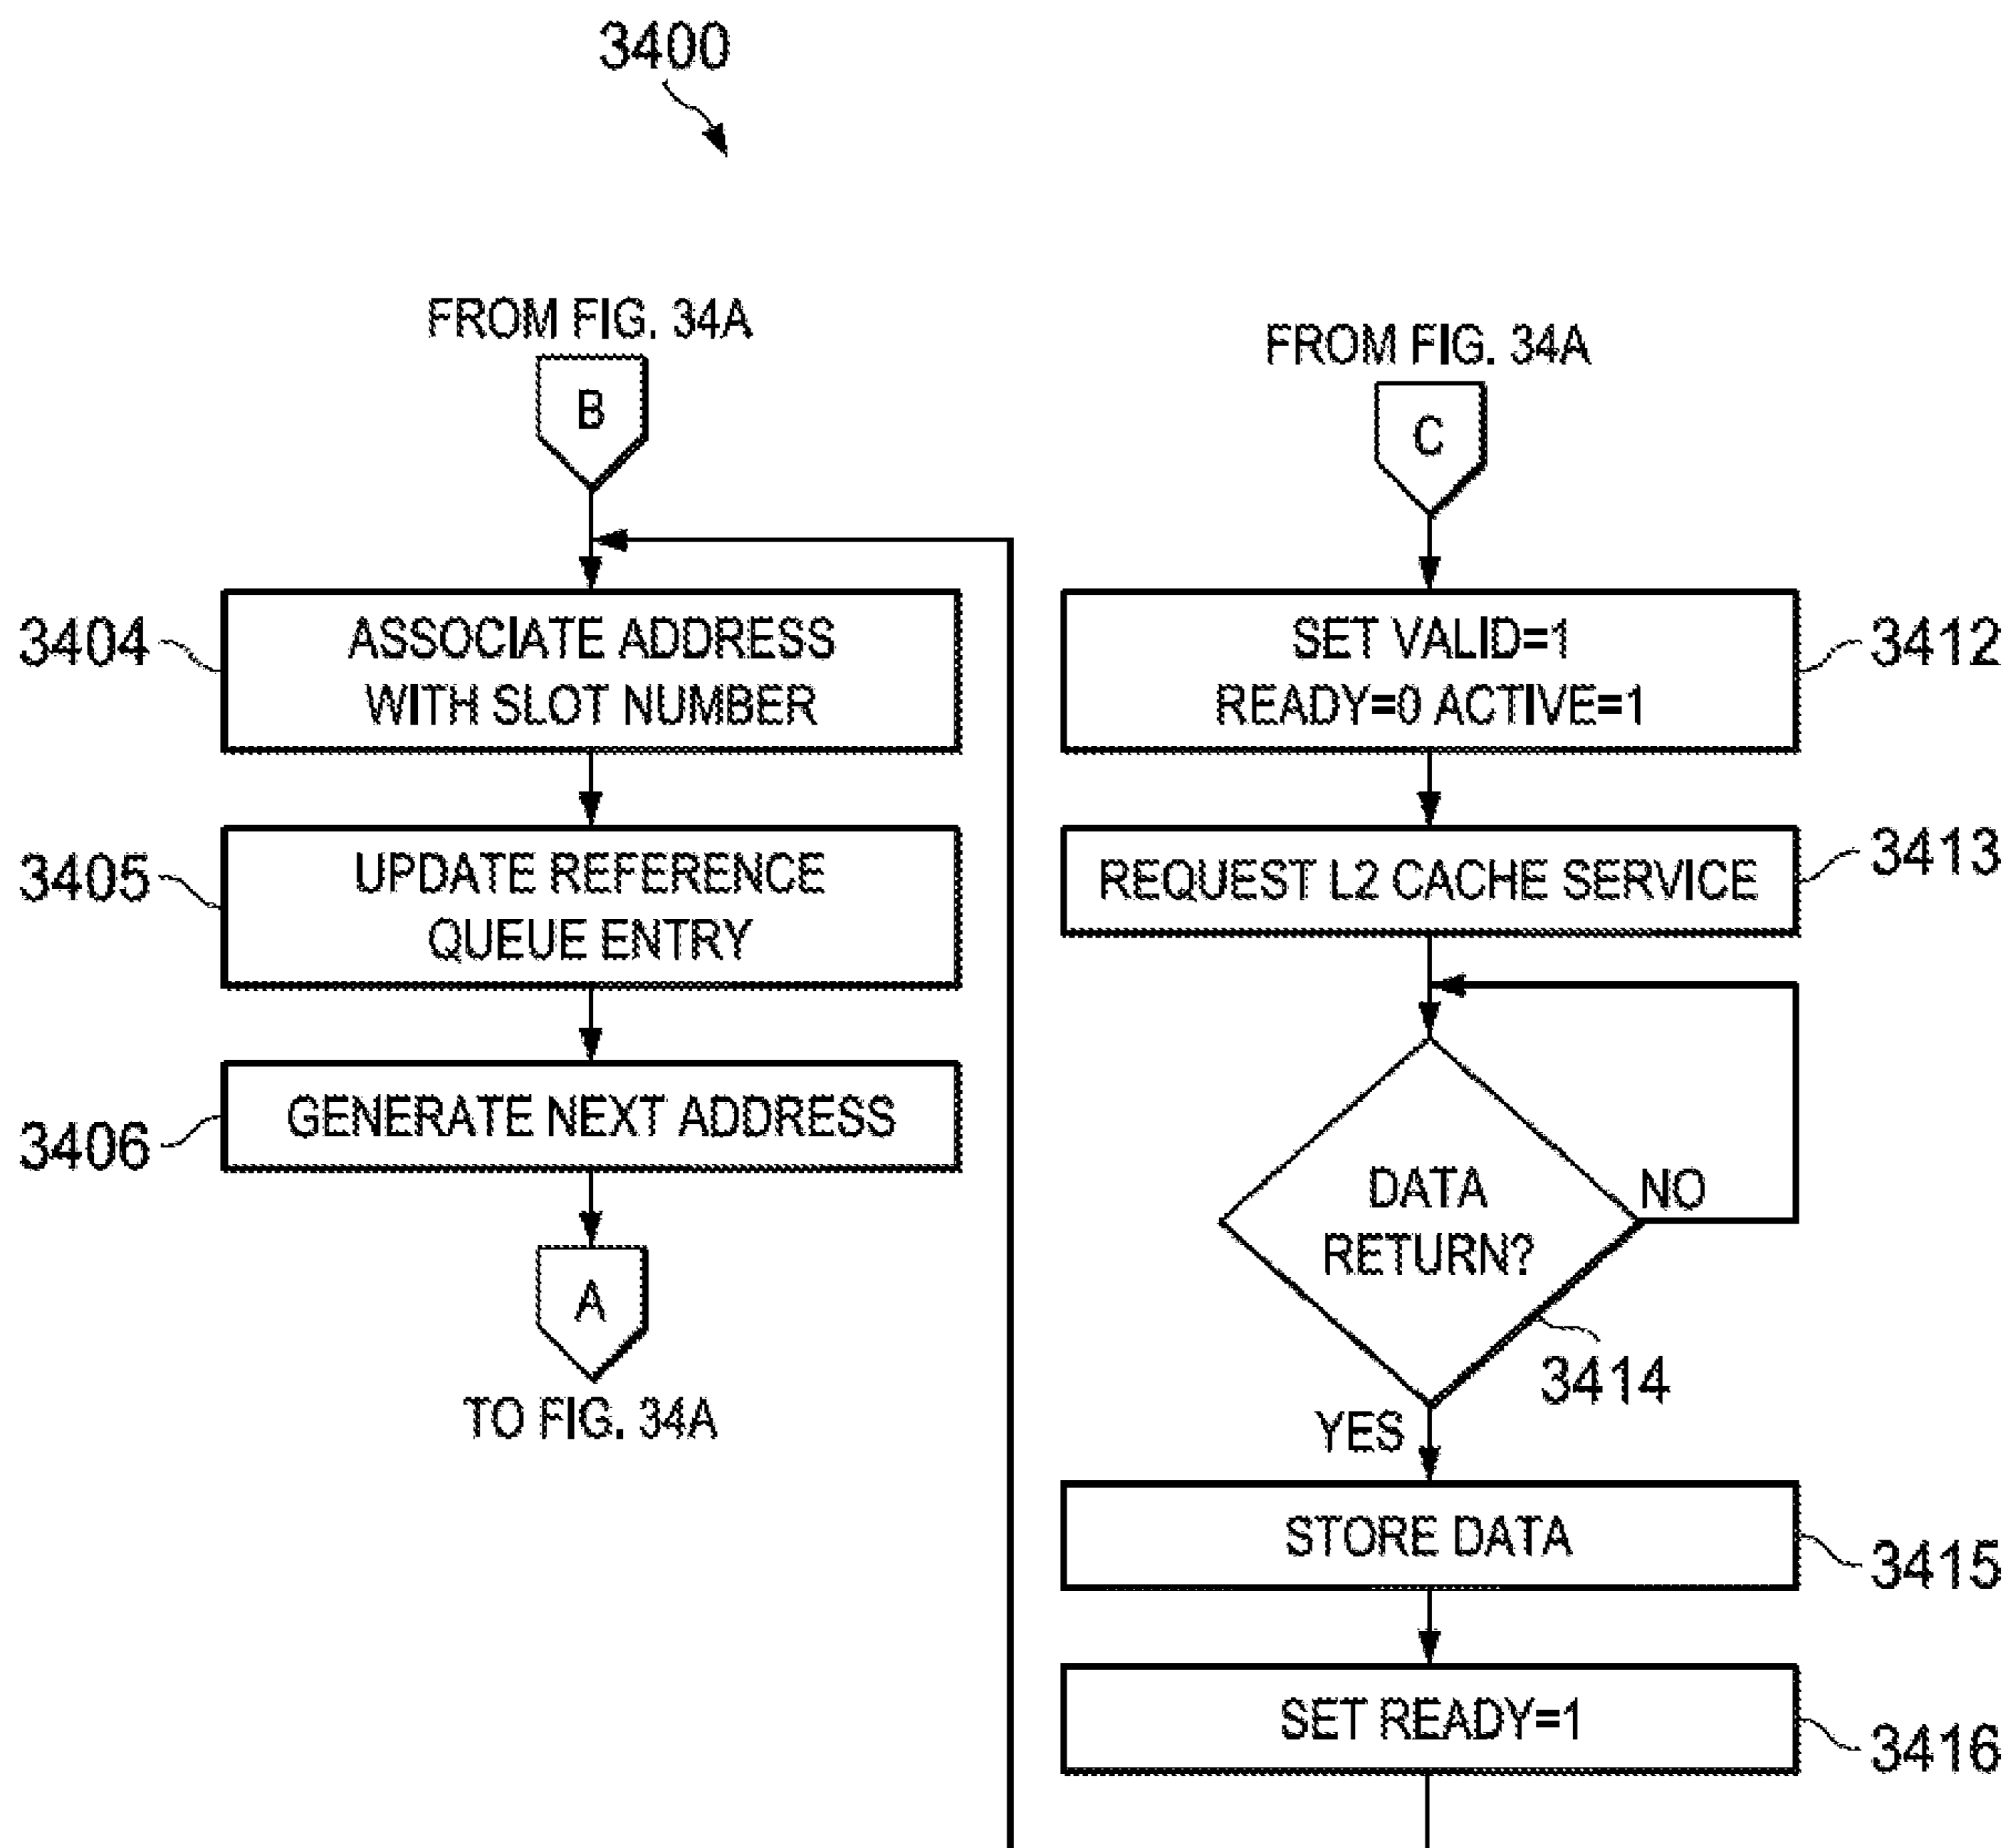 3400
FROM FIG. 34A
B
3404
ASSOCIATE ADDRESS
WITH SLOT NUMBER
3405
UPDATE REFERENCE
QUEUE ENTRY
3406
GENERATE NEXT ADDRESS
A
TO FIG. 34A
FROM FIG. 34A
C
SET VALID=1
READY=0 ACTIVE=1
3412
REQUEST L2 CACHE SERVICE
3413
DATA
RETURN?
NO
3414
YES
STORE DATA
3415
SET READY=1
3416